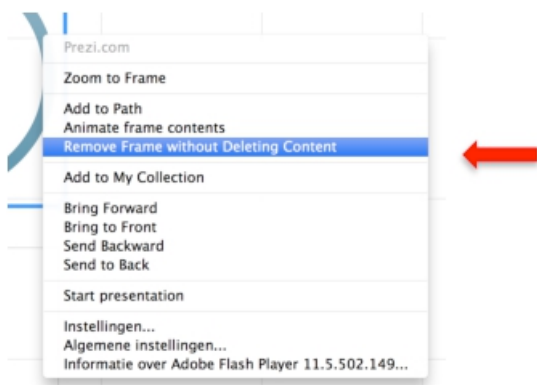 Prezi.com
Zoom to Frame
Add to Path
Animate frame contents
Remove Frame without Deleting Content
Add to My Collection
Bring Forward
Bring to Front
Send Backward
Send to Back
Start presentation
Instellingen...
Algemene instellingen...
Informatie over Adobe Flash Player 11.5.502.149...